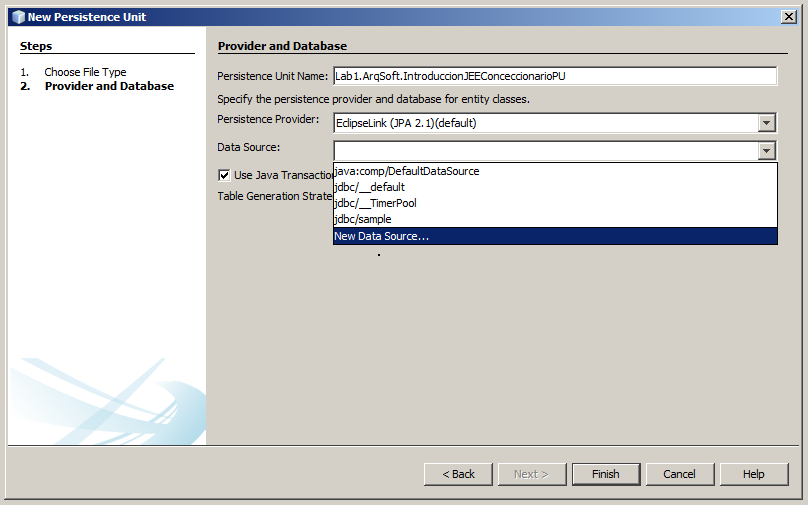 New Persistence Unit
Steps
1. Choose File Type
2. Provider and Database
Provider and Database
Persistence Unit Name: Lab1.ArqSoft.IntroduccionJEEConceccionarioPU
Specify the persistence provider and database for entity classes.
Persistence Provider: EclipseLink (JPA 2.1)(default)
Data Source:
java:comp/DefaultDataSource
Use Java Transaction
jdbc/__default
jdbc/__TimerPool
Table Generation Strate
jdbc/sample
New Data Source...
< Back Next > Finish Cancel Help